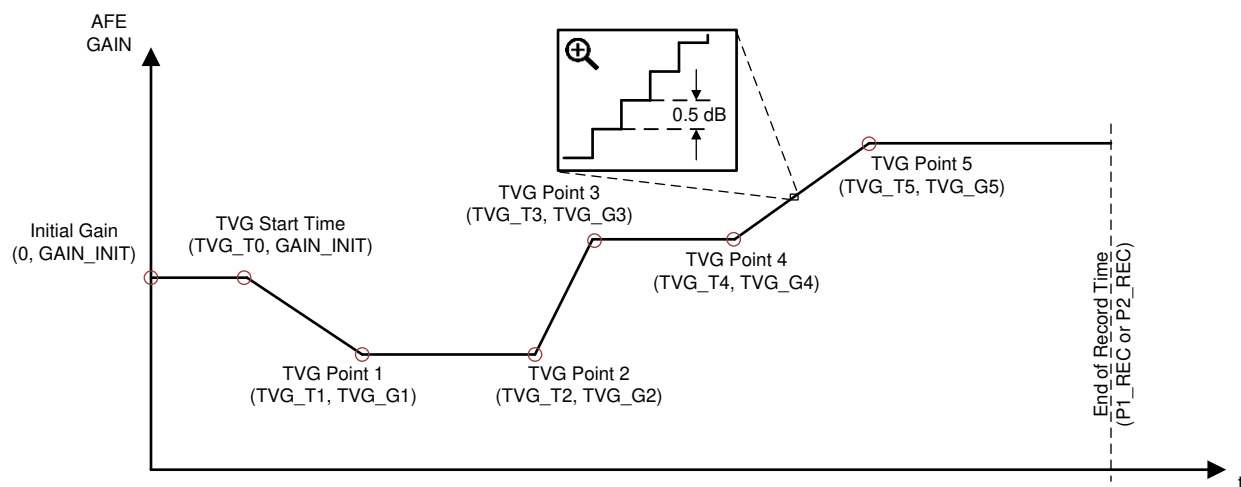 AFE
GAIN
0.5 dB
TVG Point 5
(TVG_T5, TVG_G5)
TVG Point 3
(TVG_T3, TVG_G3)
TVG Start Time
(TVG_T0, GAIN_INIT)
Initial Gain
(0, GAIN_INIT)
TVG Point 4
(TVG_T4, TVG_G4)
TVG Point 1
(TVG_T1, TVG_G1)
TVG Point 2
(TVG_T2, TVG_G2)
End of Record Time
(P1_REC or P2_REC)
t